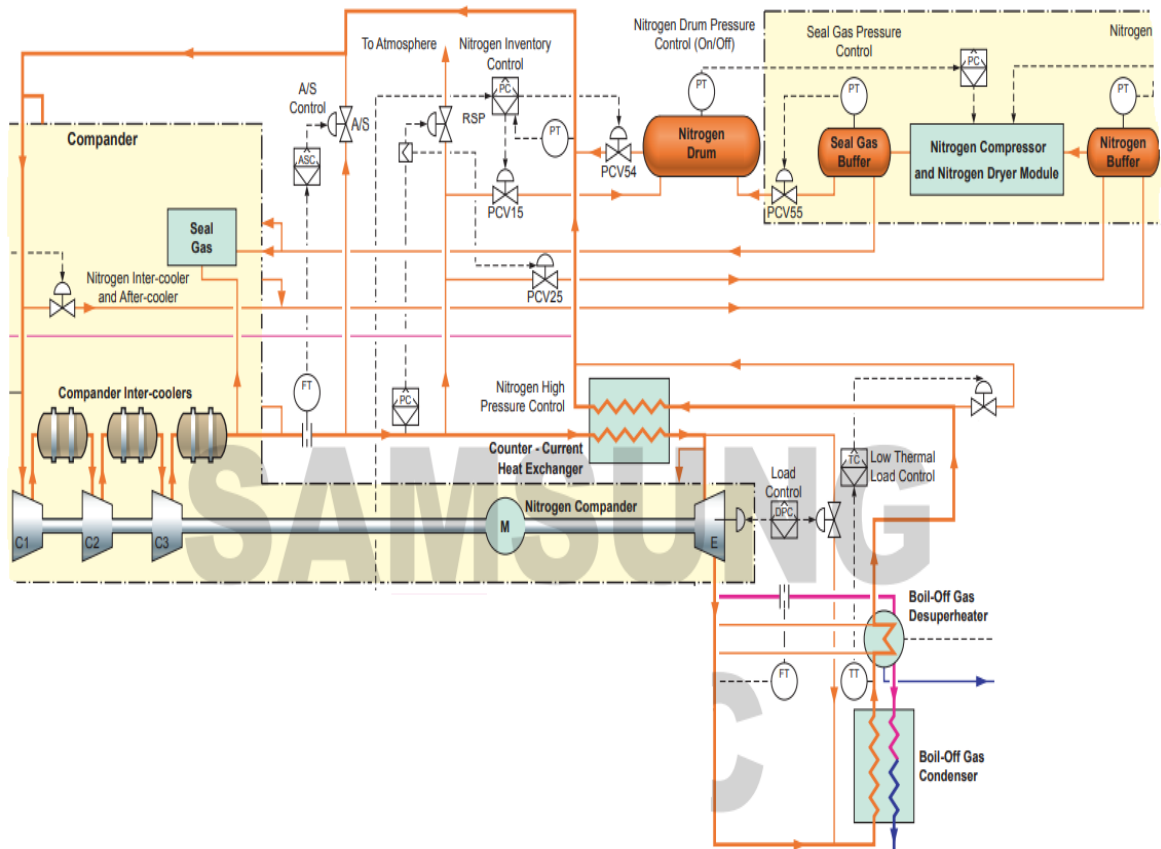 To Atmosphere
Nitrogen Inventory
Control
Nitrogen Drum Pressure
Control (On/Off)
Seal Gas Pressure
Control
Nitrogen
PC
PC
PT
PT
PT
A/S
Control
A/S
RSP
Compander
ASC
Nitrogen
Drum
Seal Gas
Buffer
Nitrogen Compressor
and Nitrogen Dryer Module
Nitrogen
Buffer
PCV54
PCV15
PCV55
Seal
Gas
PCV25
Nitrogen Inter-cooler
and After-cooler
Compander Inter-coolers
FT
PC
Nitrogen High
Pressure Control
Counter - Current
Heat Exchanger
TC
Low Thermal
Load Control
Load
Control
DPC
Nitrogen Compander
SAMSUNG
C1
C2
C3
M
E
Boil-Off Gas
Desuperheater
FT
TT
C
Boil-Off Gas
Condenser